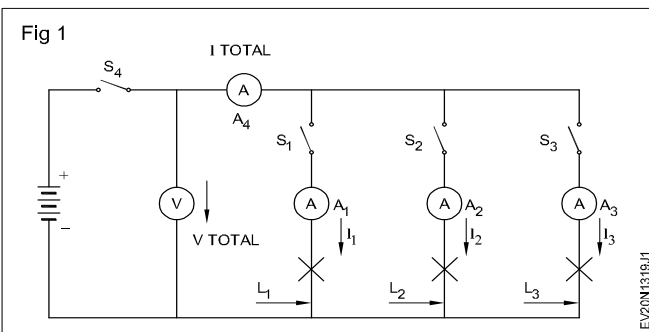 Fig 1
I TOTAL
S4
A
A4
S1
S2
S3
+
–
V
V TOTAL
A
A1
A
A2
A
A3
I1
I2
I3
L1
L2
L3
EV20N1319J1